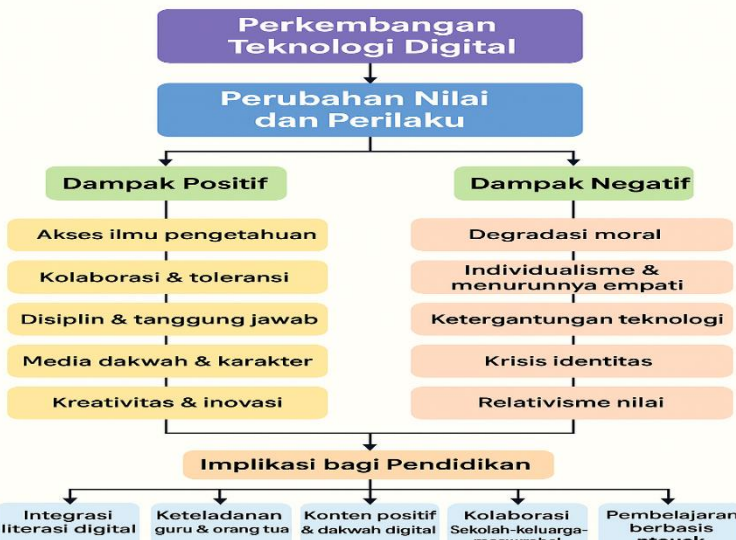 Perkembangan
Teknologi Digital
Perubahan Nilai
dan Perilaku
Dampak Positif
Akses ilmu pengetahuan
Kolaborasi & toleransi
Disiplin & tanggung jawab
Media dakwah & karakter
Kreativitas & inovasi
Dampak Negatif
Degradasi moral
Individualisme &
menurunnya empati
Ketergantungan teknologi
Krisis identitas
Relativisme nilai
Implikasi bagi Pendidikan
Integrasi
literasi digital
Keteladanan
guru & orang tua
Konten positif
& dakwah digital
Kolaborasi
Sekolah-keluarga-
Pembelajaran
berbasis